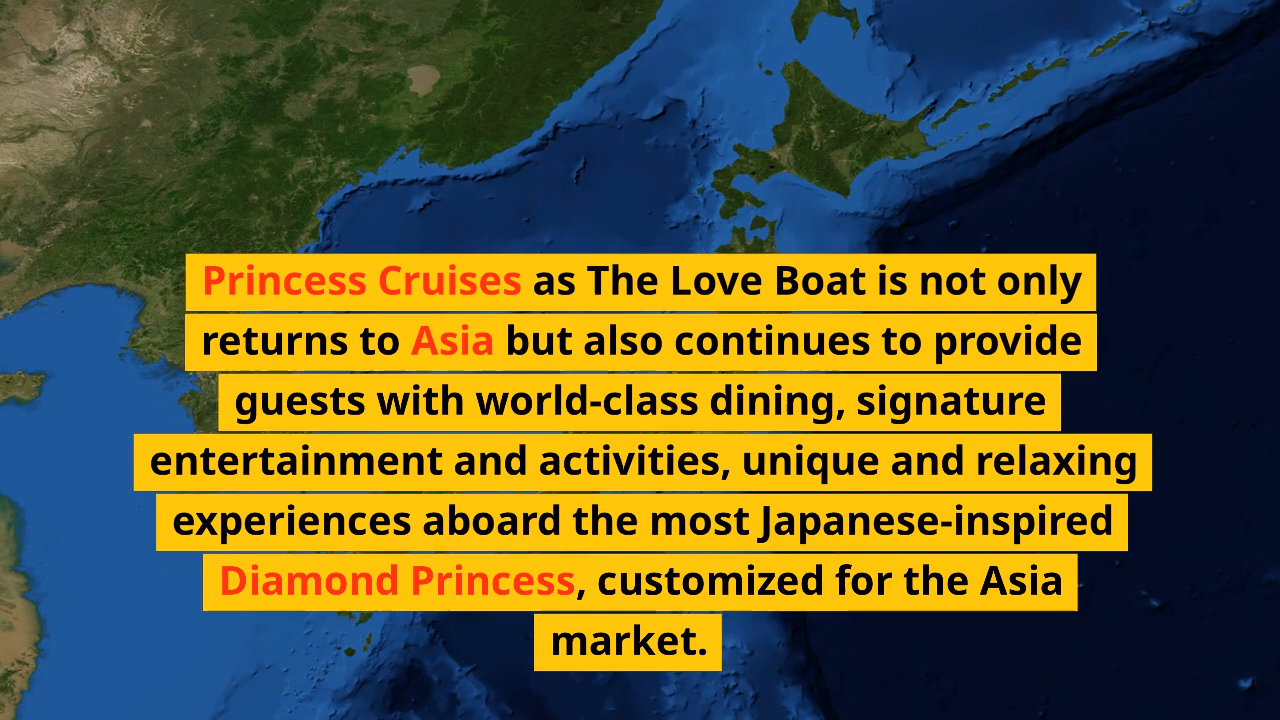 Princess Cruises as The Love Boat is not only
returns to Asia but also continues to provide
guests with world-class dining, signature
entertainment and activities, unique and relaxing
experiences aboard the most Japanese-inspired
Diamond Princess, customized for the Asia
market.